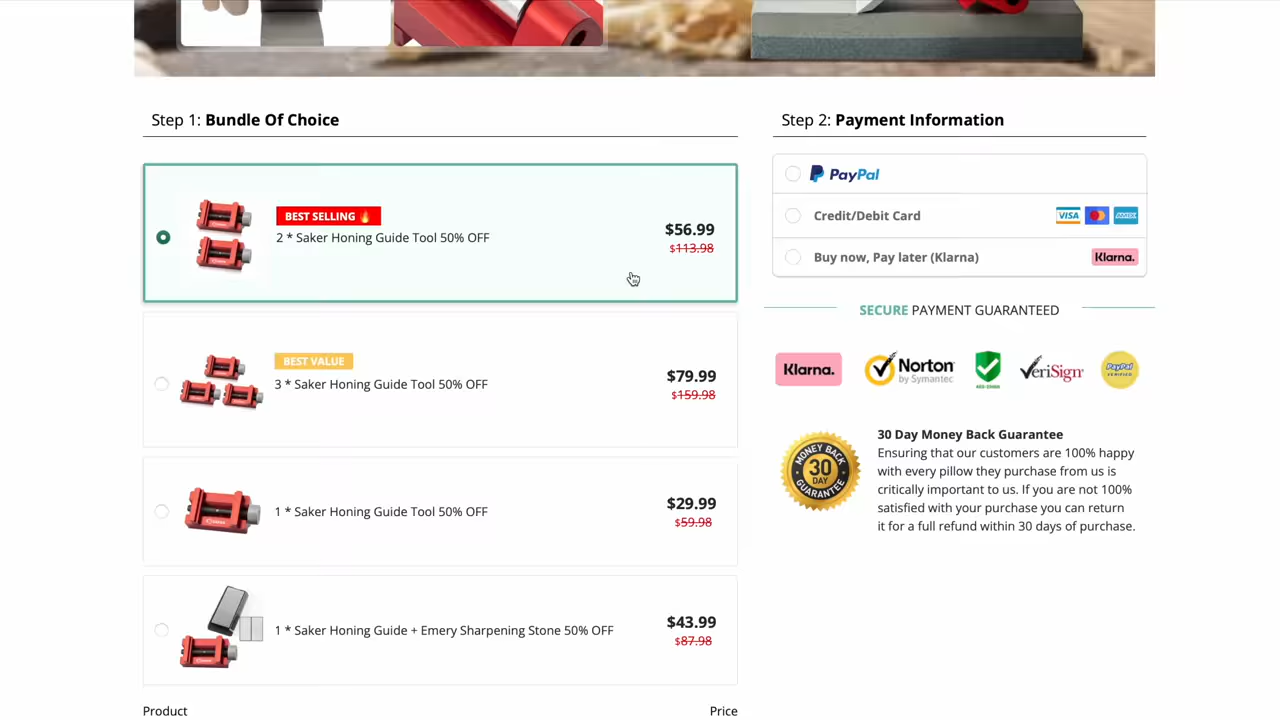 Step 1: Bundle Of Choice
BEST SELLING 🔥
2 * Saker Honing Guide Tool 50% OFF
$56.99
$113.98
BEST VALUE
3 * Saker Honing Guide Tool 50% OFF
$79.99
$159.98
1 * Saker Honing Guide Tool 50% OFF
$29.99
$59.98
1 * Saker Honing Guide + Emery Sharpening Stone 50% OFF
$43.99
$87.98
Product
Price
Step 2: Payment Information
PayPal
Credit/Debit Card
VISA
Buy now, Pay later (Klarna)
Klarna.
SECURE PAYMENT GUARANTEED
Klarna.
Norton
by Symantec
VeriSign
PayPal
VERIFIED
MONEY BACK
30
DAY
GUARANTEE
30 Day Money Back Guarantee
Ensuring that our customers are 100% happy
with every pillow they purchase from us is
critically important to us. If you are not 100%
satisfied with your purchase you can return
it for a full refund within 30 days of purchase.